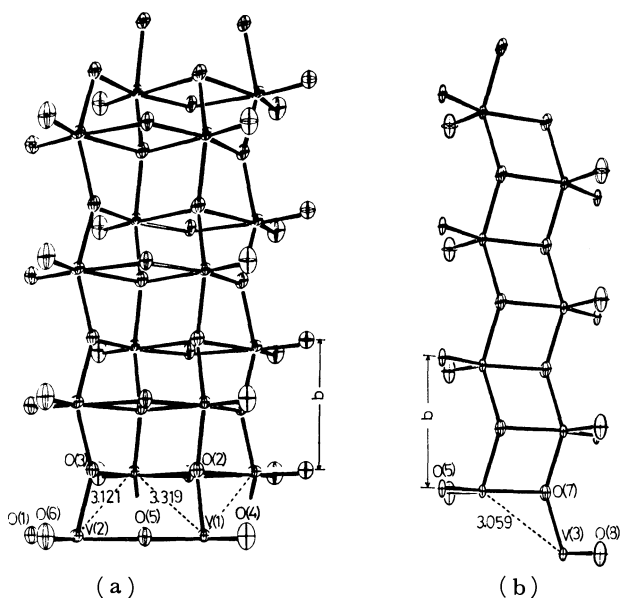 b
O(3)
O(2)
3.121
3.319
O(1)
O(6)
V(2)
O(5)
V(1)
O(4)
(a)
b
O(5)
O(7)
3.059
V(3)
O(8)
(b)